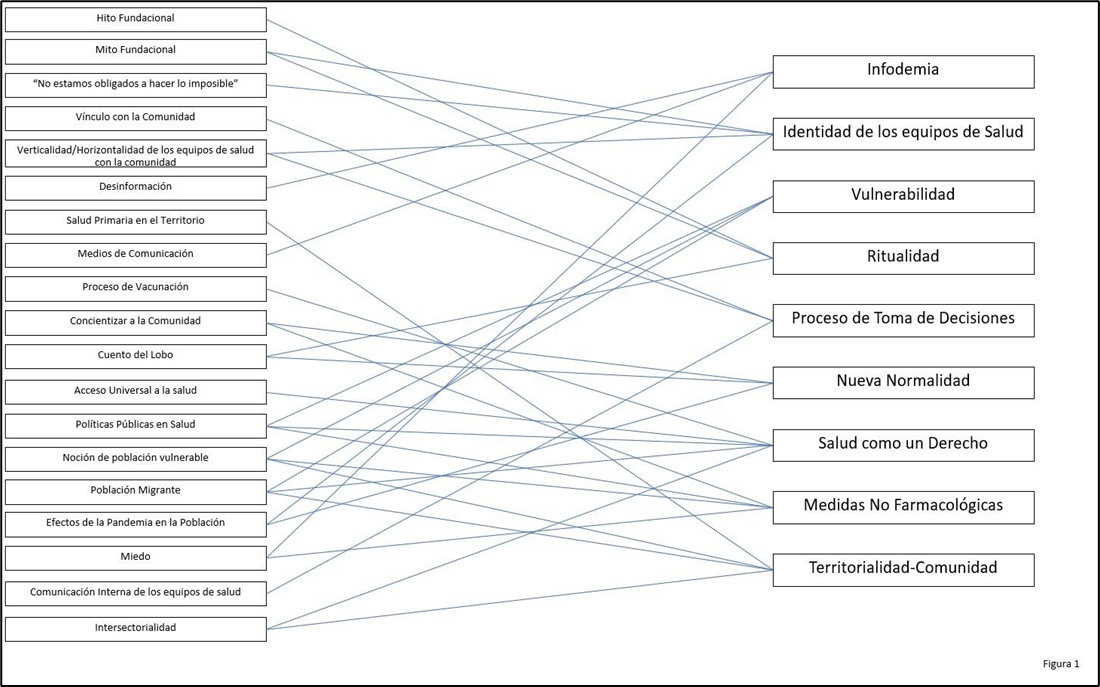 Hito Fundacional
Mito Fundacional
“No estamos obligados a hacer lo imposible”
Vínculo con la Comunidad
Verticalidad/Horizontalidad de los equipos de salud
con la comunidad
Desinformación
Salud Primaria en el Territorio
Medios de Comunicación
Proceso de Vacunación
Concientizar a la Comunidad
Cuento del Lobo
Acceso Universal a la salud
Políticas Públicas en Salud
Noción de población vulnerable
Población Migrante
Efectos de la Pandemia en la Población
Miedo
Comunicación Interna de los equipos de salud
Intersectorialidad
Infodemia
Identidad de los equipos de Salud
Vulnerabilidad
Ritualidad
Proceso de Toma de Decisiones
Nueva Normalidad
Salud como un Derecho
Medidas No Farmacológicas
Territorialidad-Comunidad
Figura 1